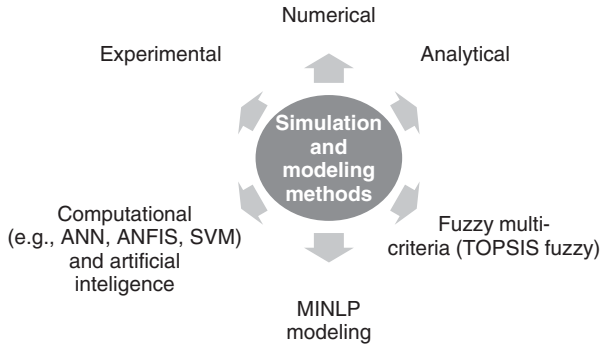 Numerical
Experimental
Analytical
Simulation
and
modeling
methods
Computational
(e.g., ANN, ANFIS, SVM)
and artificial
inteligence
Fuzzy multi-
criteria (TOPSIS fuzzy)
MINLP
modeling